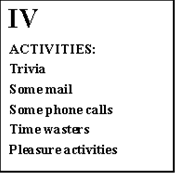 IV
ACTIVITIES:
Trivia
Some mail
Some phone calls
Time wasters
Pleasure activities